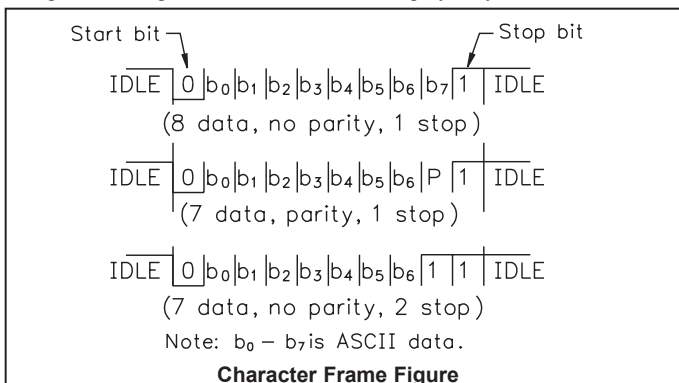 Start bit Stop bit
IDLE 0 b₀ b₁ b₂ b₃ b₄ b₅ b₆ b₇ 1 IDLE
(8 data, no parity, 1 stop)
IDLE 0 b₀ b₁ b₂ b₃ b₄ b₅ b₆ P 1 IDLE
(7 data, parity, 1 stop)
IDLE 0 b₀ b₁ b₂ b₃ b₄ b₅ b₆ 1 1 IDLE
(7 data, no parity, 2 stop)
Note: b₀ – b₇ is ASCII data.
Character Frame Figure